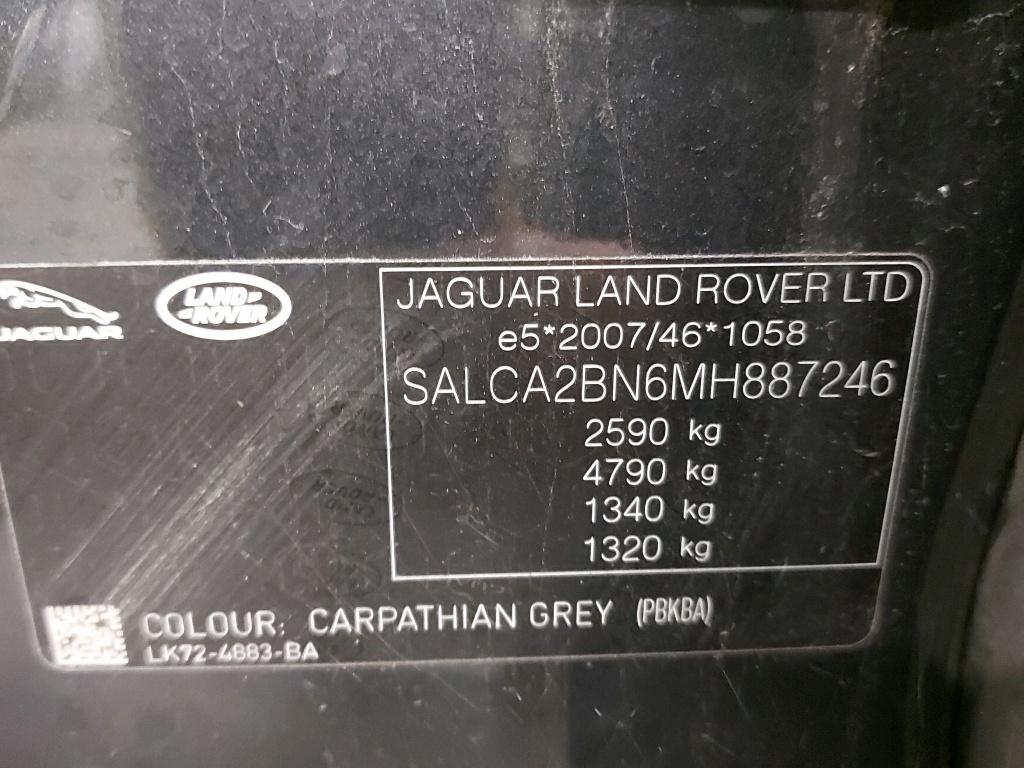 JAGUAR
LAND
ROVER
JAGUAR LAND ROVER LTD
e5*2007/46*1058
SALCA2BN6MH887246
2590 kg
4790 kg
1340 kg
1320 kg
COLOUR: CARPATHIAN GREY (PBKBA)
LK72-4883-BA